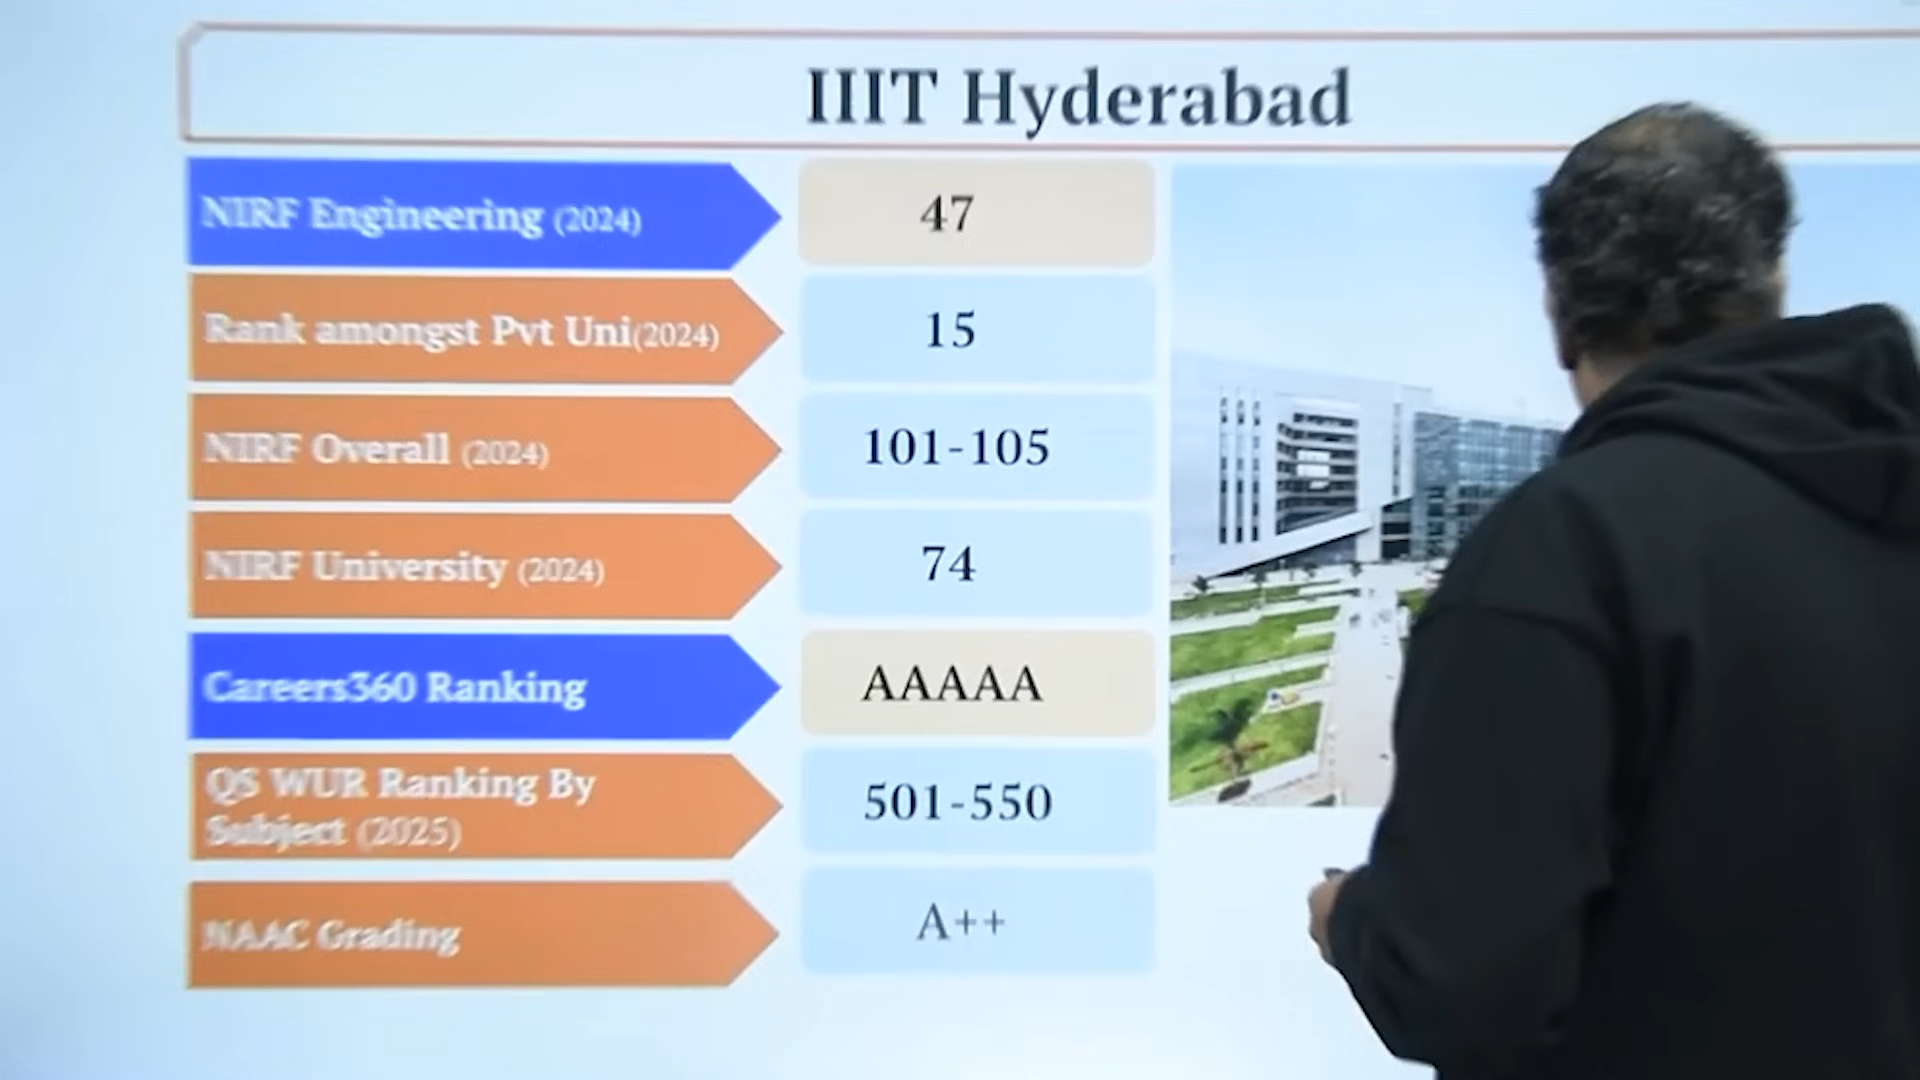 IIIT Hyderabad
NIRF Engineering (2024)
47
Rank amongst Pvt Uni(2024)
15
NIRF Overall (2024)
101-105
NIRF University (2024)
74
Careers360 Ranking
AAAAA
QS WUR Ranking By
Subject (2025)
501-550
NAAC Grading
A++